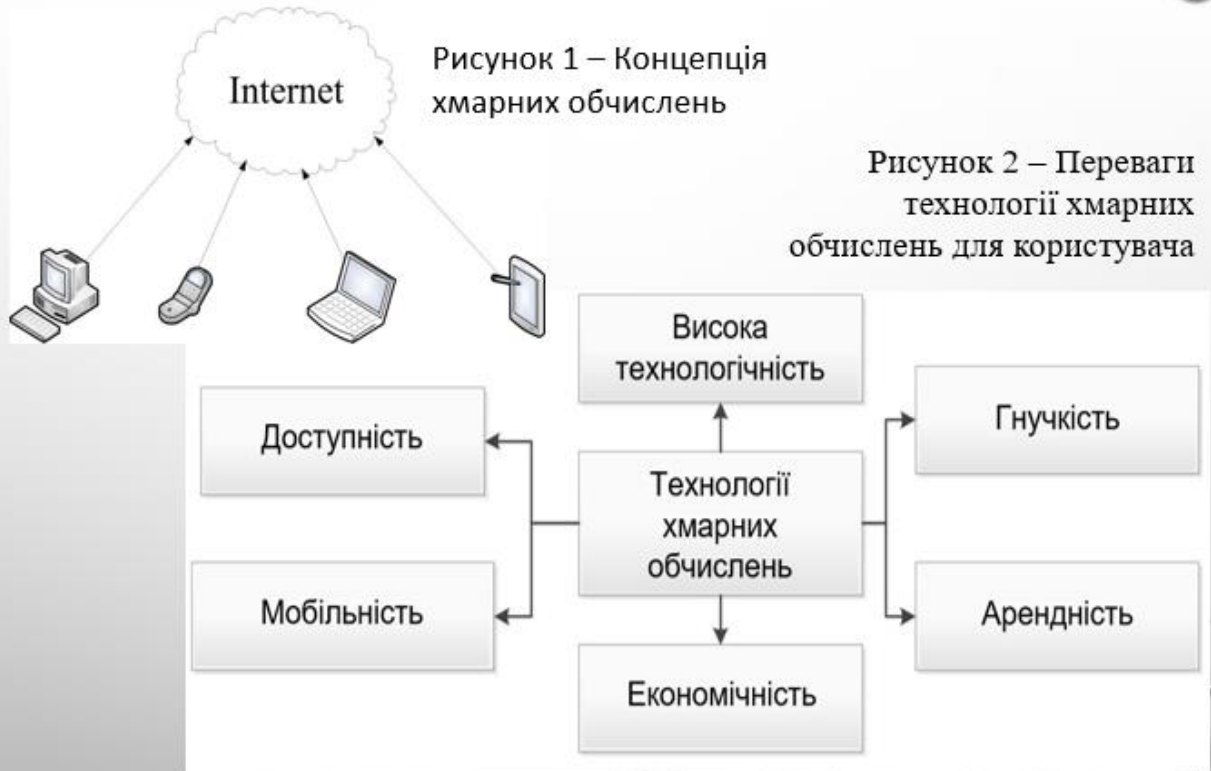 Internet
Рисунок 1 – Концепція
хмарних обчислень
Рисунок 2 – Переваги
технології хмарних
обчислень для користувача
Висока
технологічність
Доступність
Гнучкість
Технології
хмарних
обчислень
Мобільність
Арендність
Економічність